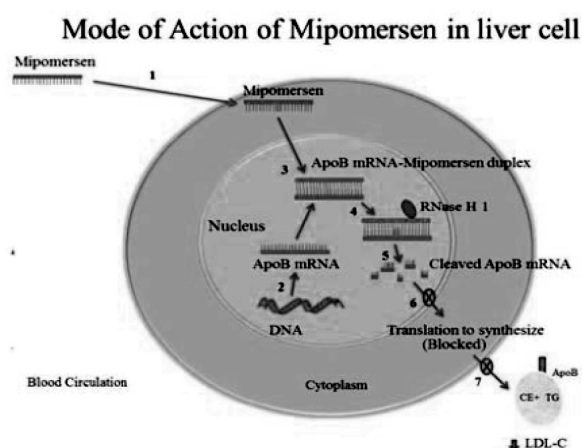 Mode of Action of Mipomersen in liver cell
Mipomersen
1
Mipomersen
3
ApoB mRNA-Mipomersen duplex
4
RNase H 1
Nucleus
ApoB mRNA
5
Cleaved ApoB mRNA
2
6
DNA
Translation to synthesize
(Blocked)
7
ApoB
Blood Circulation
Cytoplasm
CE+ TG
LDL-C